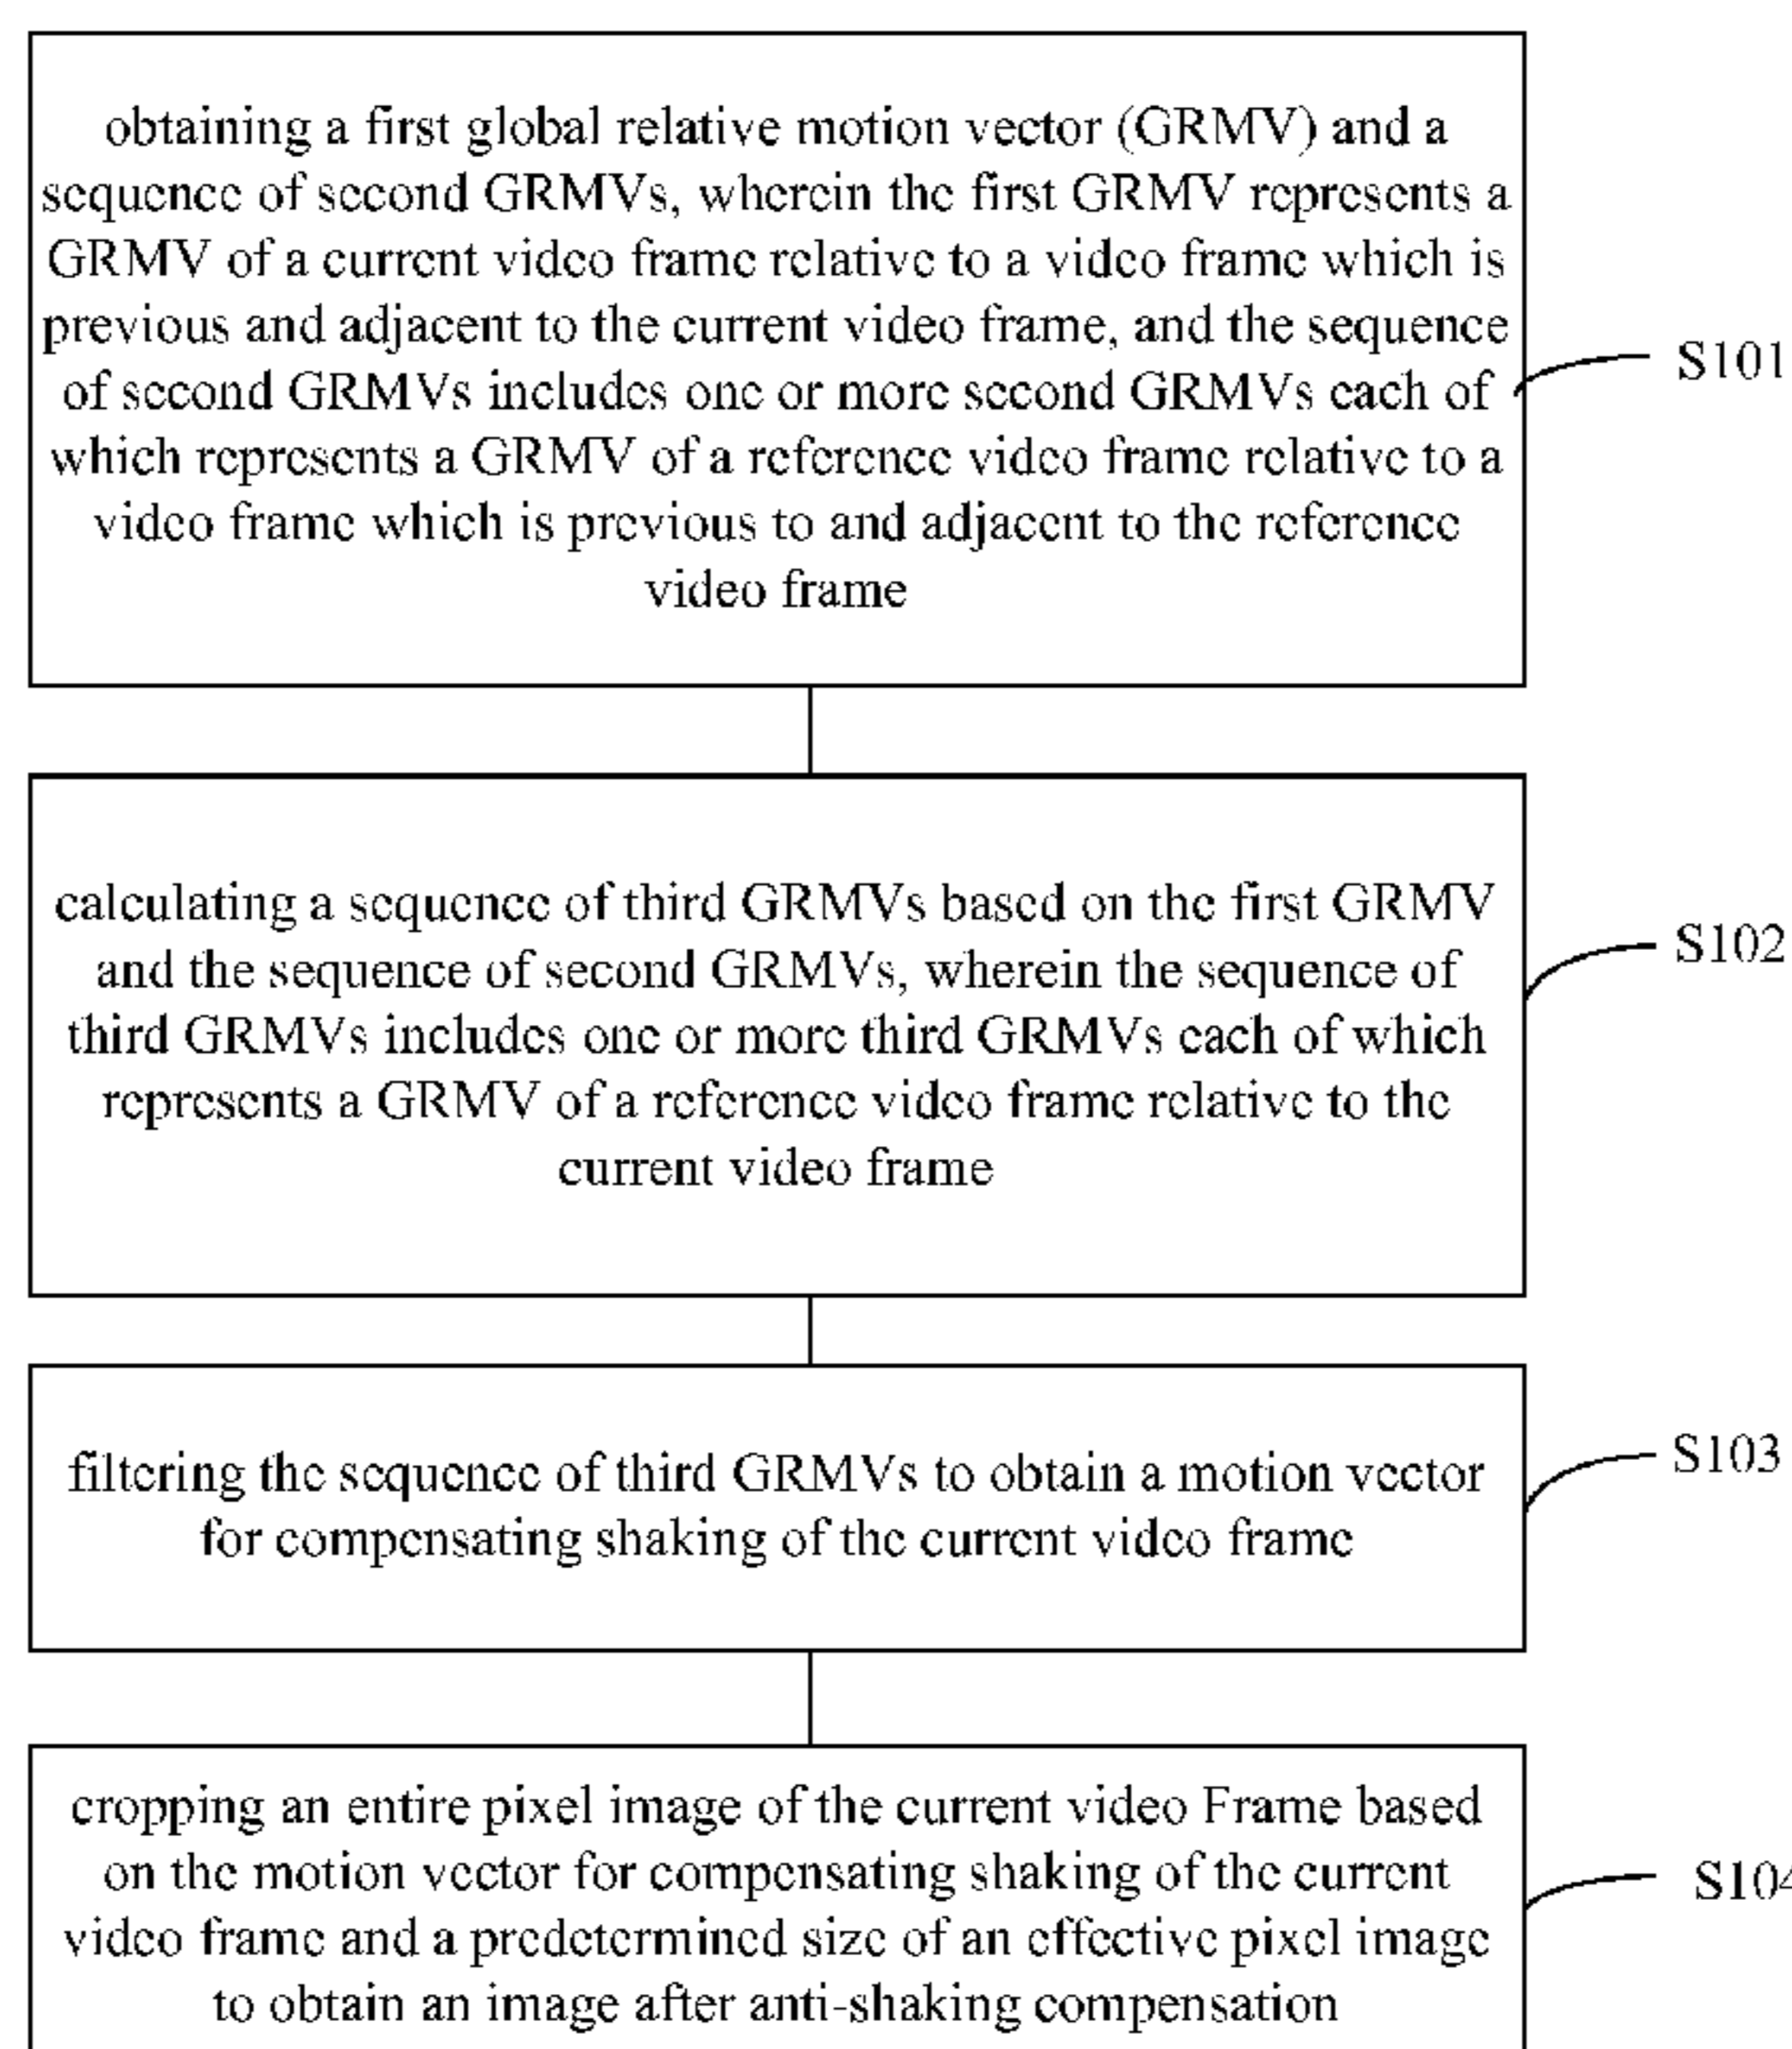 obtaining a first global relative motion vector (GRMV) and a
sequence of second GRMVs, wherein the first GRMV represents a
GRMV of a current video frame relative to a video frame which is
previous and adjacent to the current video frame, and the sequence
of second GRMVs includes one or more second GRMVs each of
which represents a GRMV of a reference video frame relative to a
video frame which is previous to and adjacent to the reference
video frame
S101
calculating a sequence of third GRMVs based on the first GRMV
and the sequence of second GRMVs, wherein the sequence of
third GRMVs includes one or more third GRMVs each of which
represents a GRMV of a reference video frame relative to the
current video frame
S102
filtering the sequence of third GRMVs to obtain a motion vector
for compensating shaking of the current video frame
S103
cropping an entire pixel image of the current video Frame based
on the motion vector for compensating shaking of the current
video frame and a predetermined size of an effective pixel image
to obtain an image after anti-shaking compensation
S104